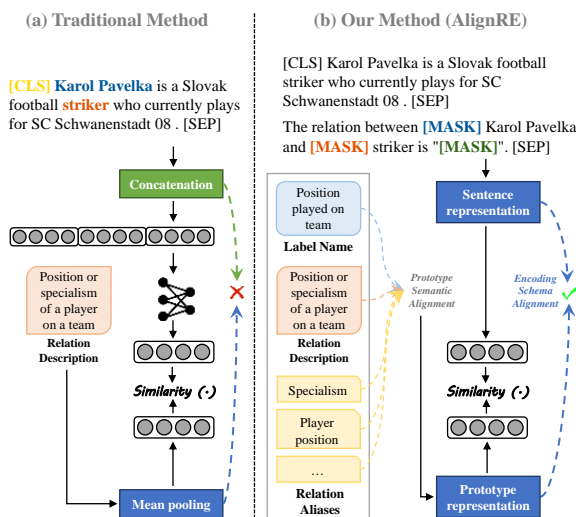 (a) Traditional Method
[CLS] Karol Pavelka is a Slovak
football striker who currently plays
for SC Schwanenstadt 08 . [SEP]
Concatenation
Position or
specialism
of a player
on a team
Relation
Description
Similarity (·)
Mean pooling
(b) Our Method (AlignRE)
[CLS] Karol Pavelka is a Slovak football
striker who currently plays for SC
Schwanenstadt 08 . [SEP]
The relation between [MASK] Karol Pavelka
and [MASK] striker is "[MASK]". [SEP]
Position
played on
team
Label Name
Position or
specialism
of a player
on a team
Relation
Description
Specialism
Player
position
...
Relation
Aliases
Prototype
Semantic
Alignment
Sentence
representation
Encoding
Schema
Alignment
Similarity (·)
Prototype
representation